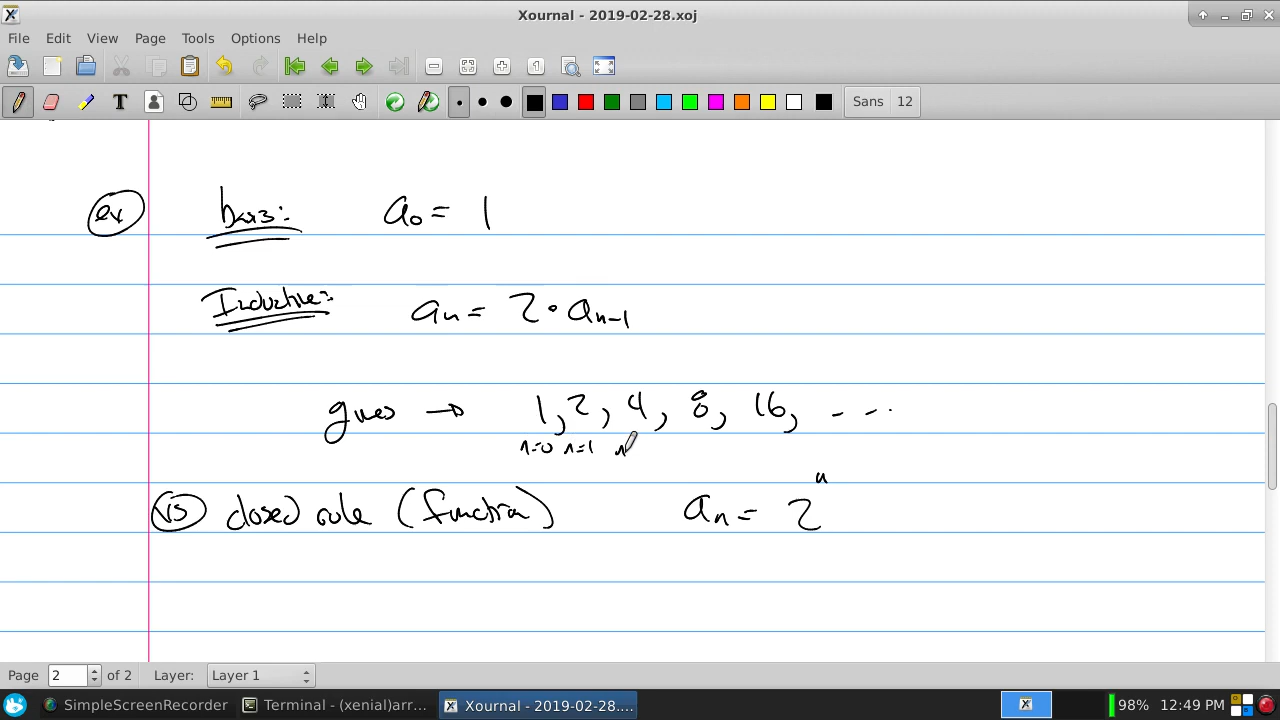 Xournal - 2019-02-28.xoj
File Edit View Page Tools Options Help
Sans 12
ex basis: a₀ = 1
Inductive: aₙ = 2 · aₙ₋₁
gives → 1, 2, 4, 8, 16, ...
n=0 n=1 n
vs closed rule (function) aₙ = 2ⁿ
Page 2 of 2 Layer: Layer 1
SimpleScreenRecorder Terminal - (xenial)arr... Xournal - 2019-02-28.... 98% 12:49 PM